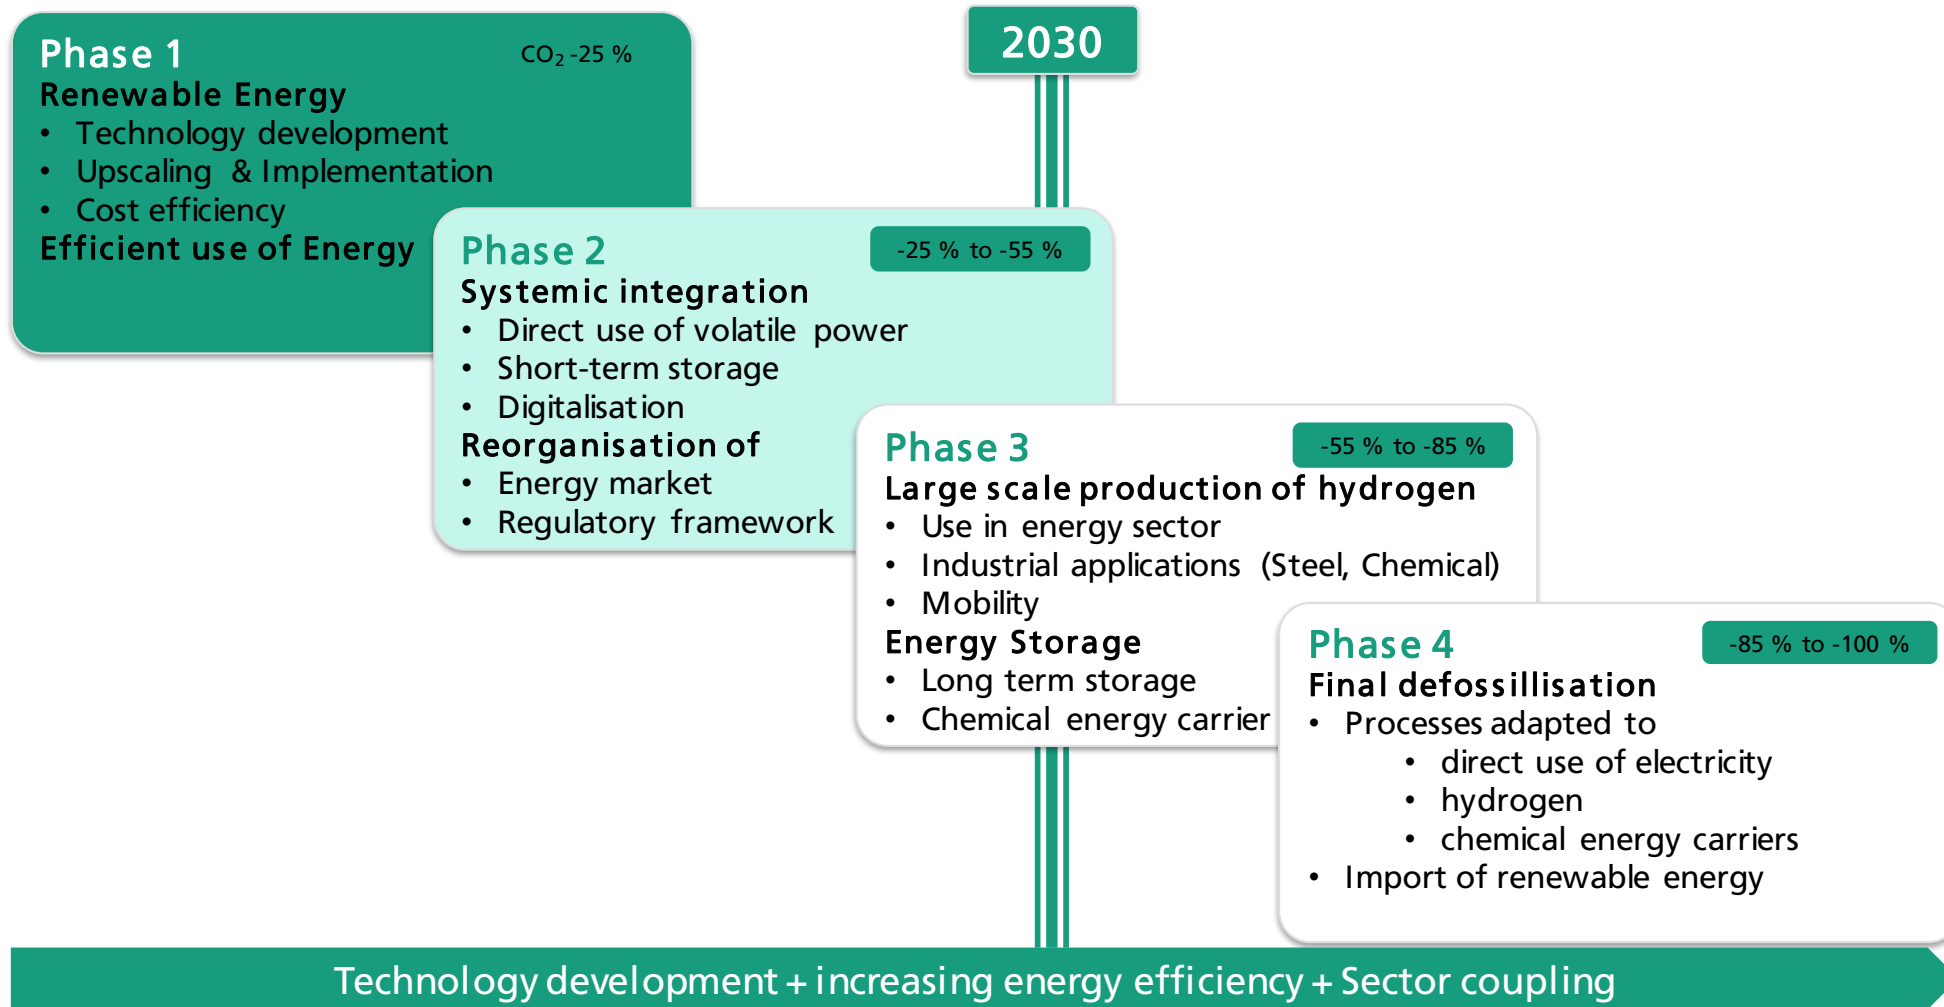 Phase 1
CO₂ -25 %
Renewable Energy
• Technology development
• Upscaling & Implementation
• Cost efficiency
Efficient use of Energy
2030
Phase 2
-25 % to -55 %
Systemic integration
• Direct use of volatile power
• Short-term storage
• Digitalisation
Reorganisation of
• Energy market
• Regulatory framework
Phase 3
-55 % to -85 %
Large scale production of hydrogen
• Use in energy sector
• Industrial applications (Steel, Chemical)
• Mobility
Energy Storage
• Long term storage
• Chemical energy carrier
Phase 4
-85 % to -100 %
Final defossillisation
• Processes adapted to
• direct use of electricity
• hydrogen
• chemical energy carriers
• Import of renewable energy
Technology development + increasing energy efficiency + Sector coupling